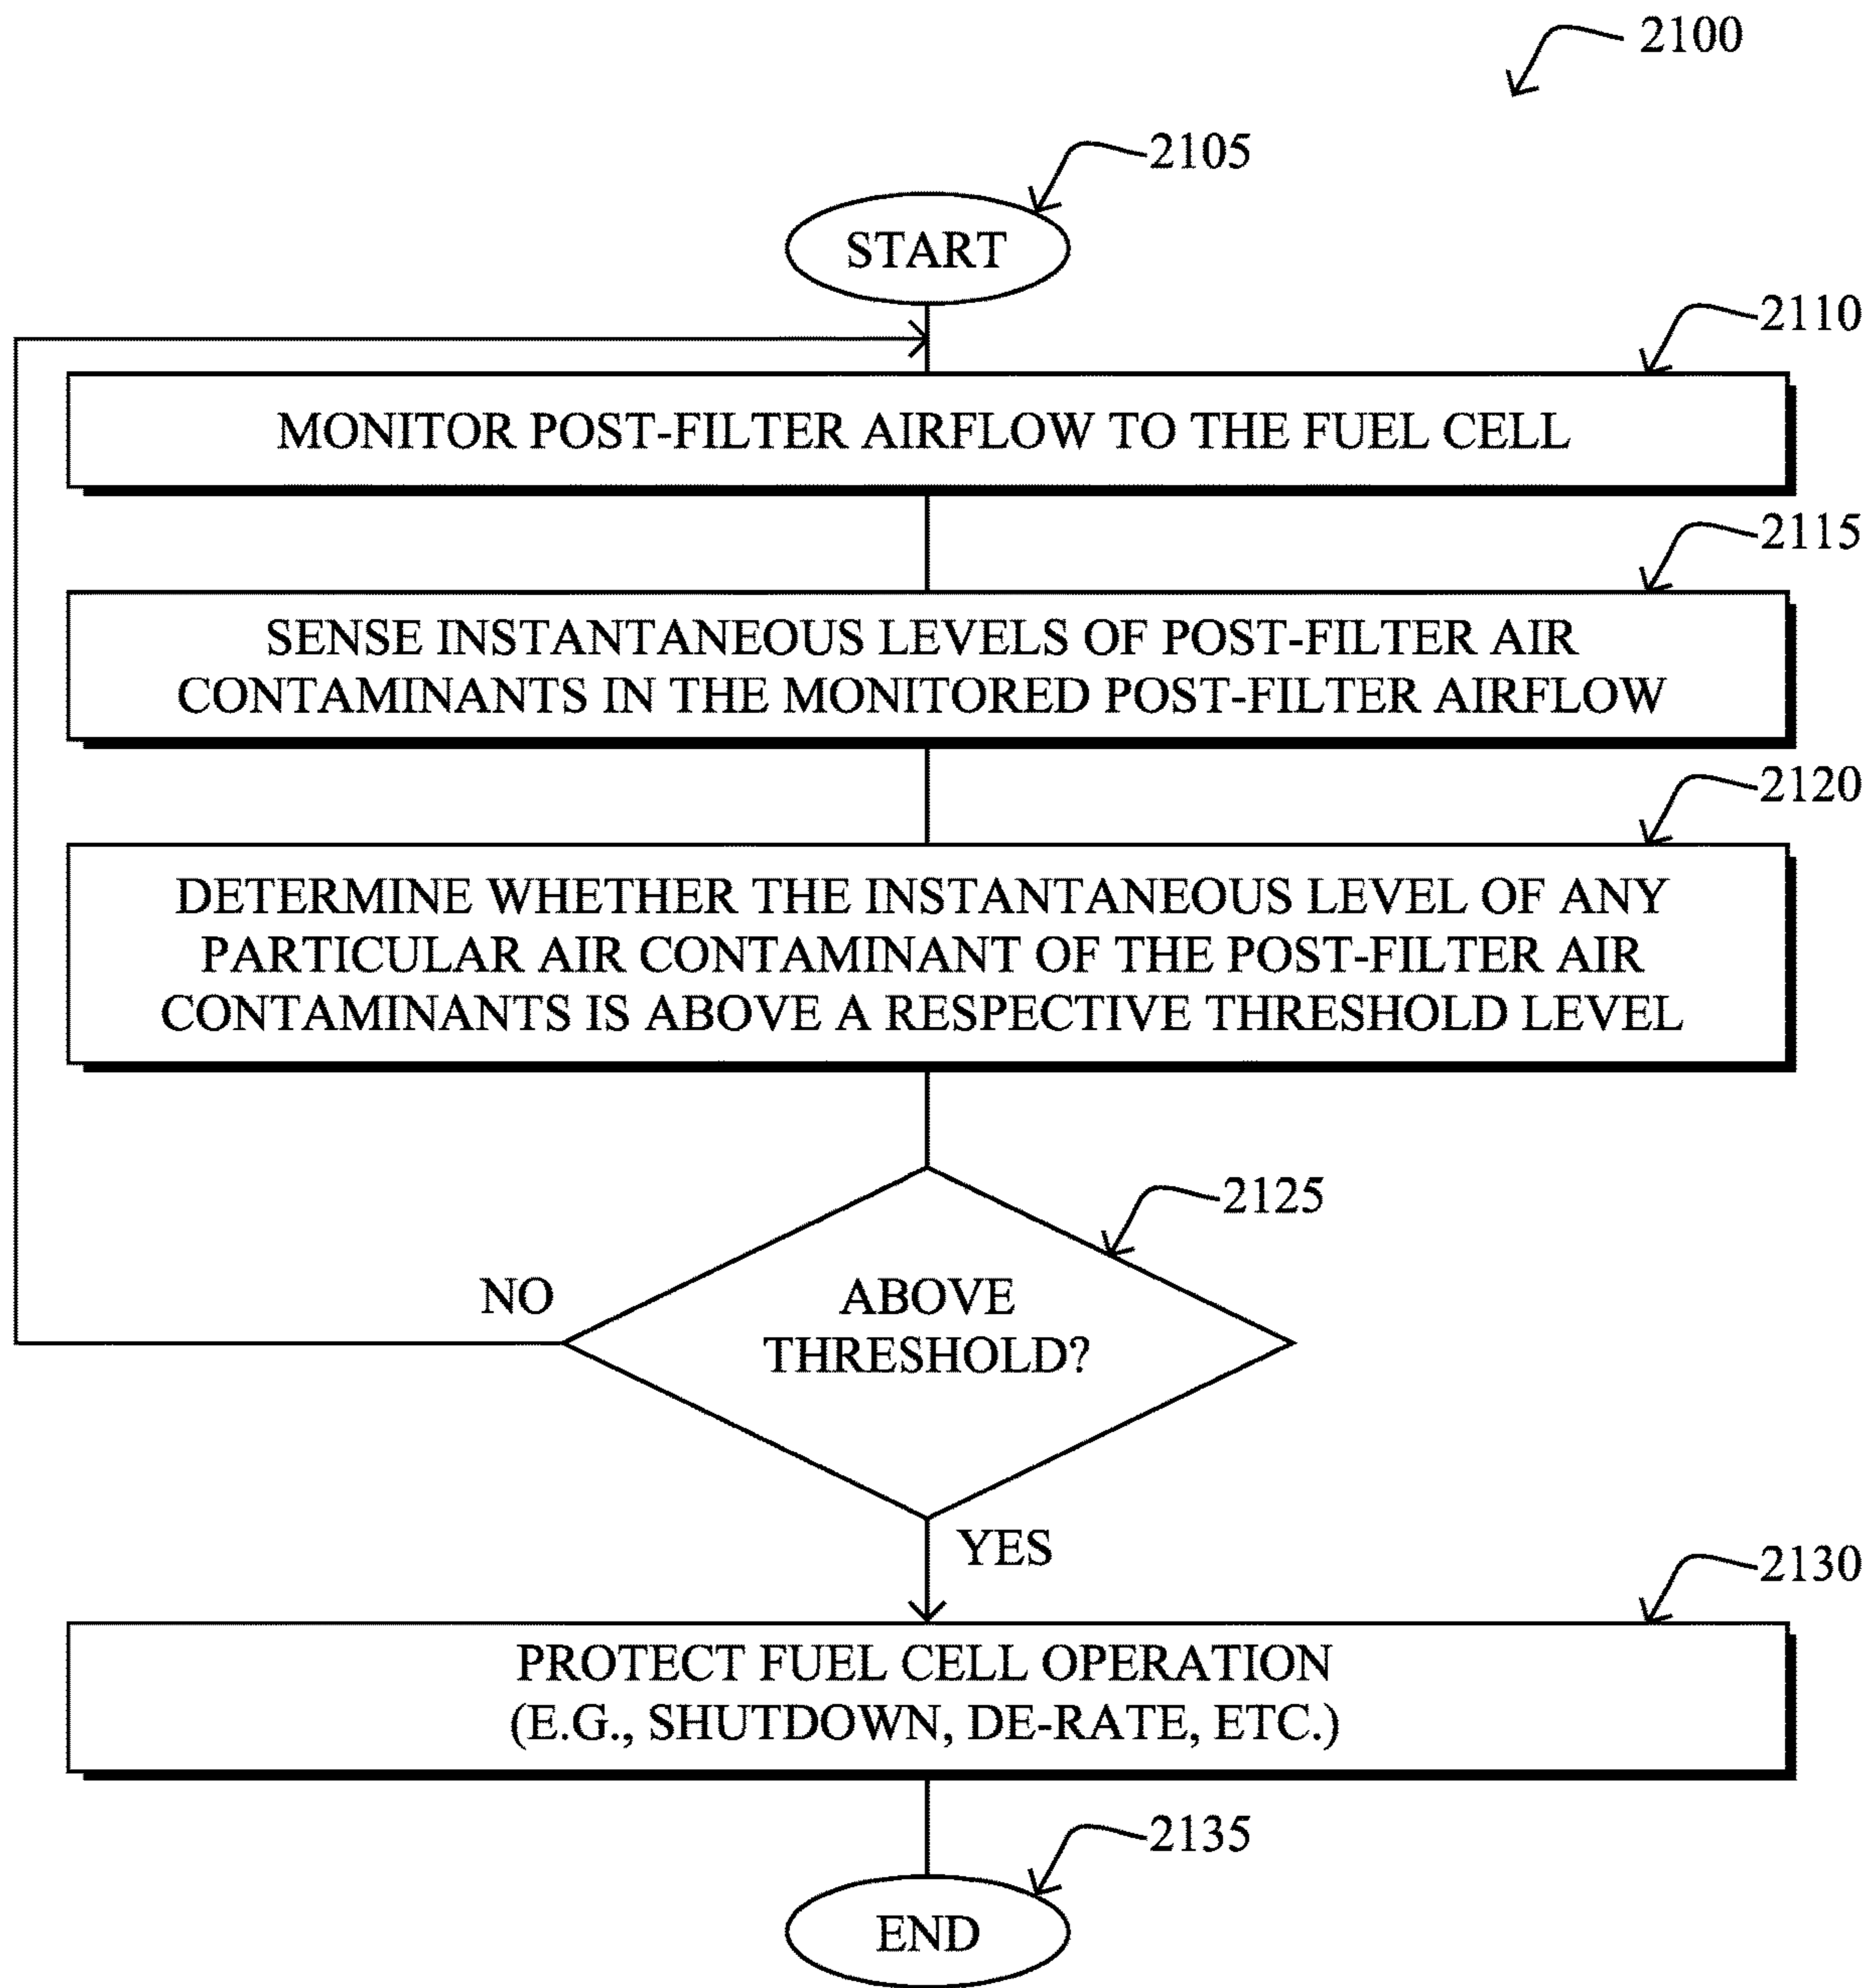 2100
2105
START
2110
MONITOR POST-FILTER AIRFLOW TO THE FUEL CELL
2115
SENSE INSTANTANEOUS LEVELS OF POST-FILTER AIR
CONTAMINANTS IN THE MONITORED POST-FILTER AIRFLOW
2120
DETERMINE WHETHER THE INSTANTANEOUS LEVEL OF ANY
PARTICULAR AIR CONTAMINANT OF THE POST-FILTER AIR
CONTAMINANTS IS ABOVE A RESPECTIVE THRESHOLD LEVEL
2125
NO
ABOVE
THRESHOLD?
YES
2130
PROTECT FUEL CELL OPERATION
(E.G., SHUTDOWN, DE-RATE, ETC.)
2135
END